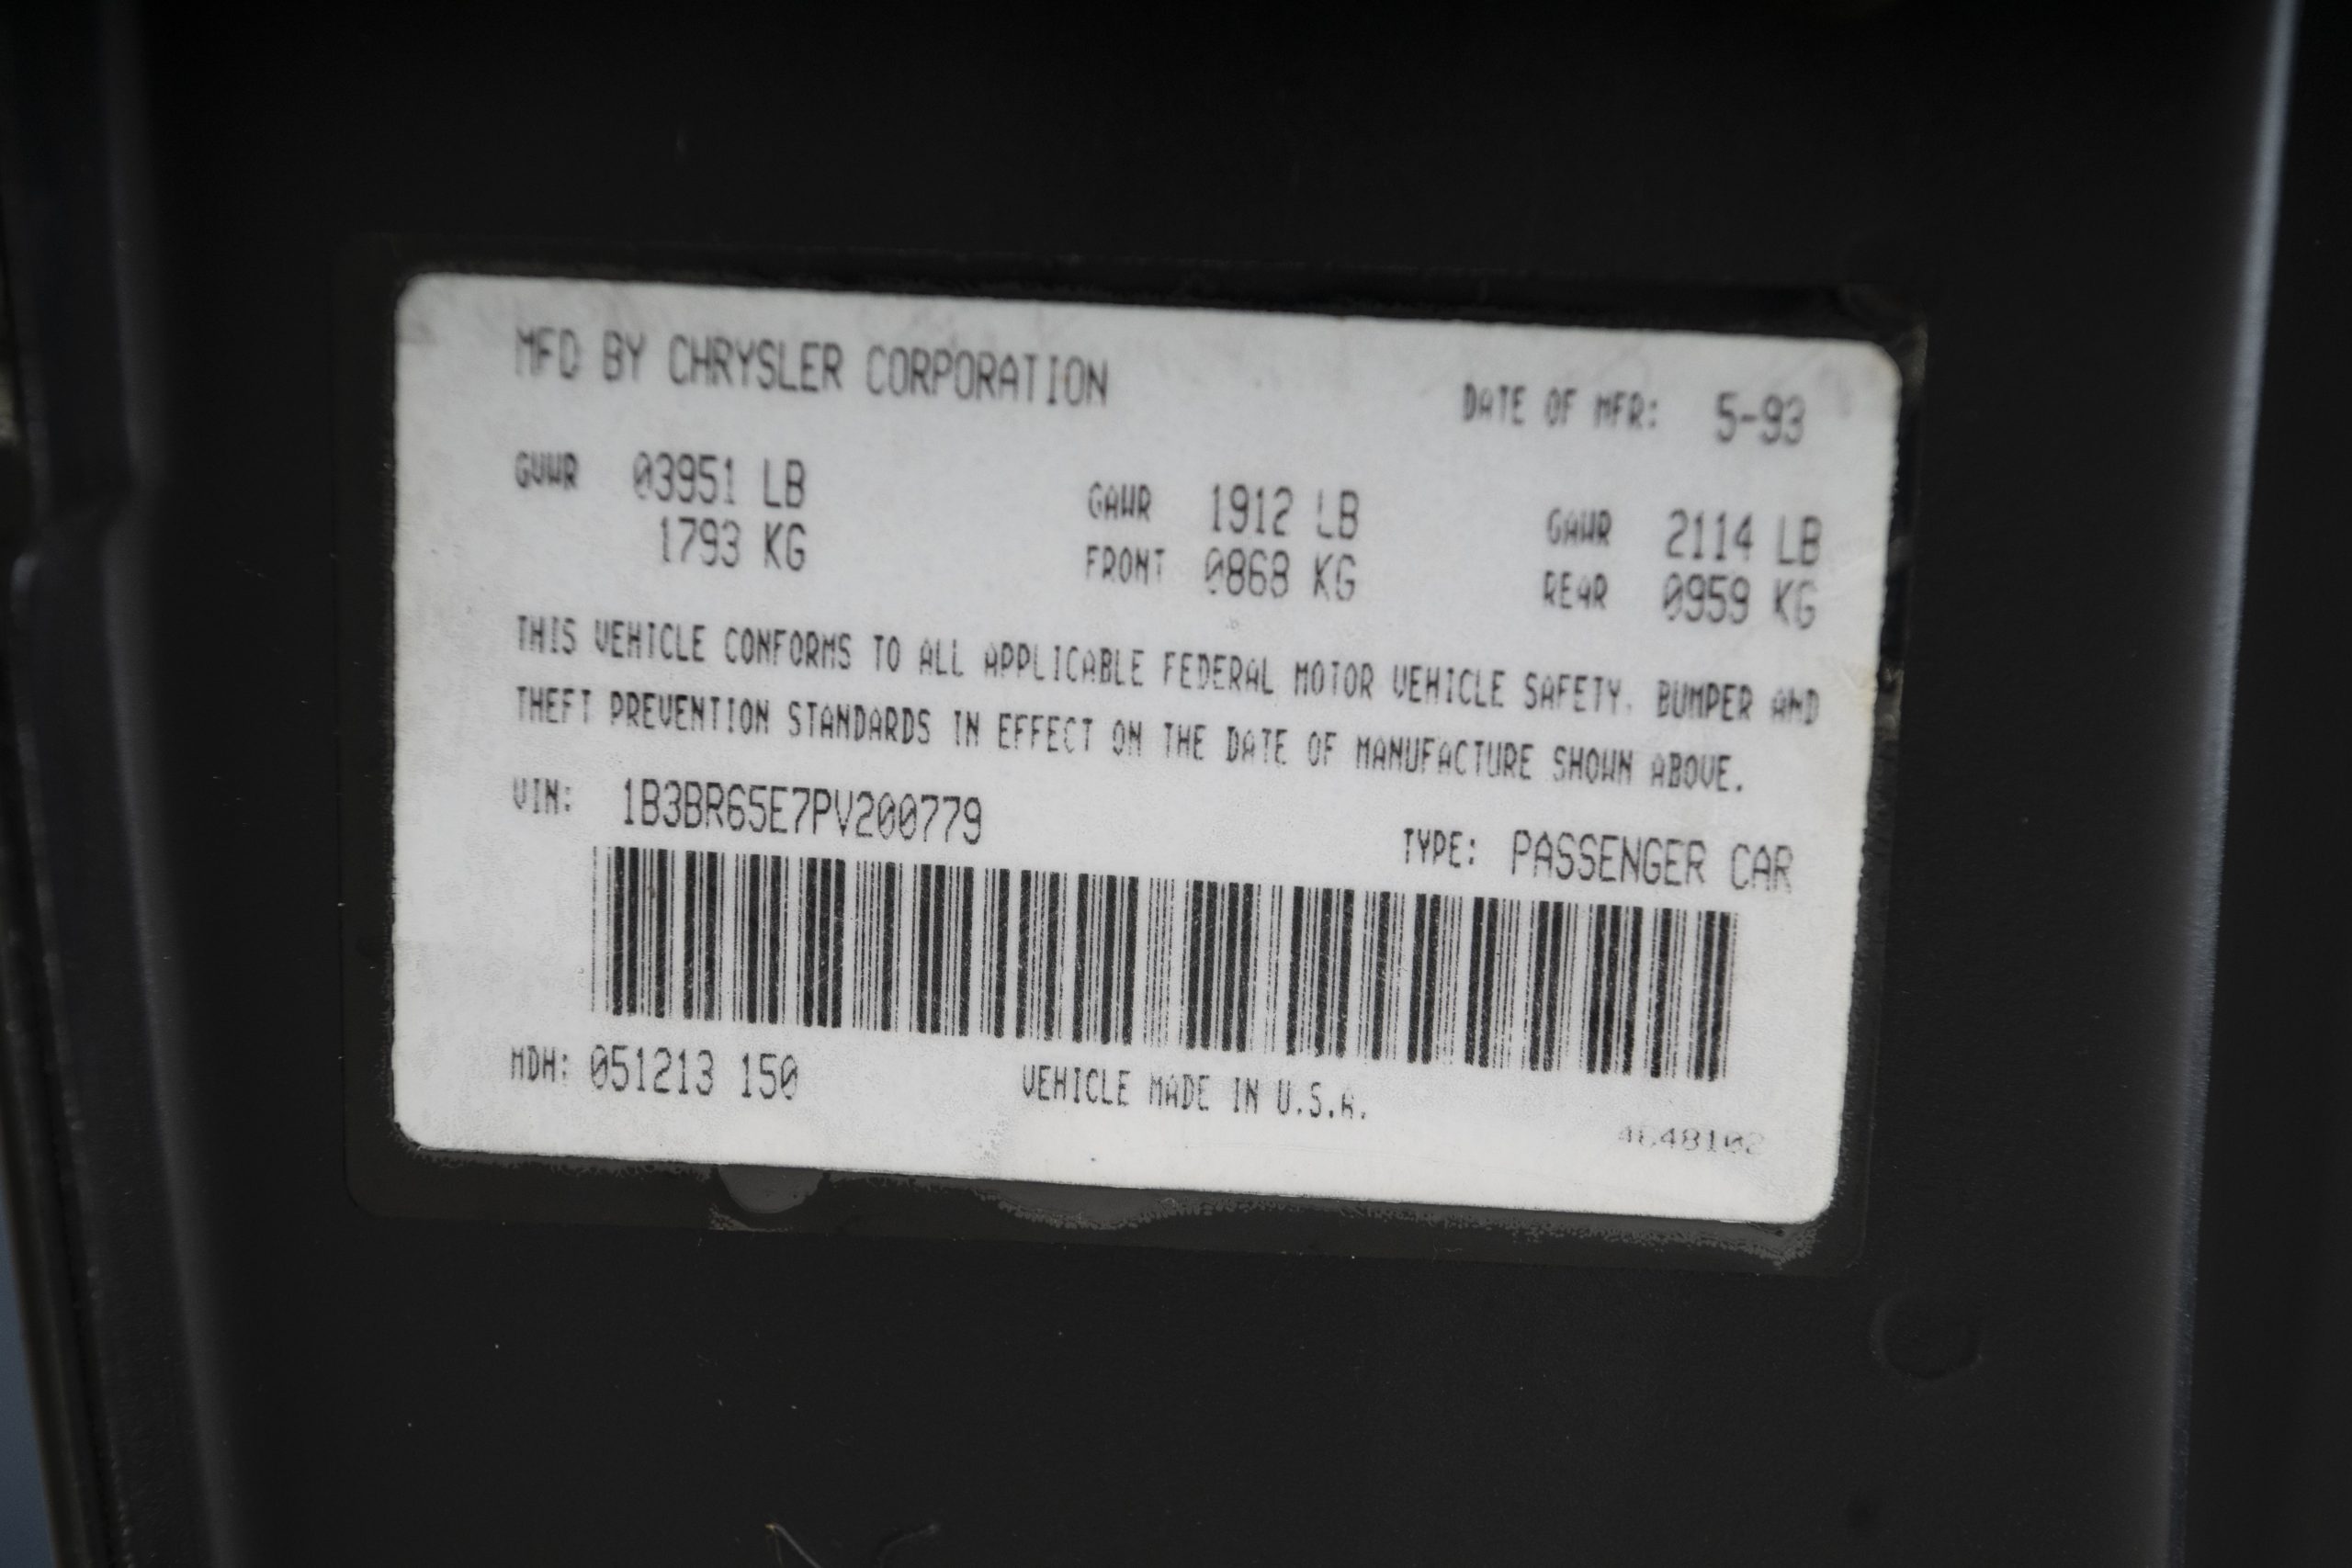 MFD BY CHRYSLER CORPORATION
DATE OF MFR: 5-93
GVWR 03951 LB
1793 KG
GAWR 1912 LB
FRONT 0868 KG
GAWR 2114 LB
REAR 0959 KG
THIS VEHICLE CONFORMS TO ALL APPLICABLE FEDERAL MOTOR VEHICLE SAFETY, BUMPER AND
THEFT PREVENTION STANDARDS IN EFFECT ON THE DATE OF MANUFACTURE SHOWN ABOVE.
VIN: 1B3BR65E7PV200779
TYPE: PASSENGER CAR
MDH: 051213 150
VEHICLE MADE IN U.S.A.